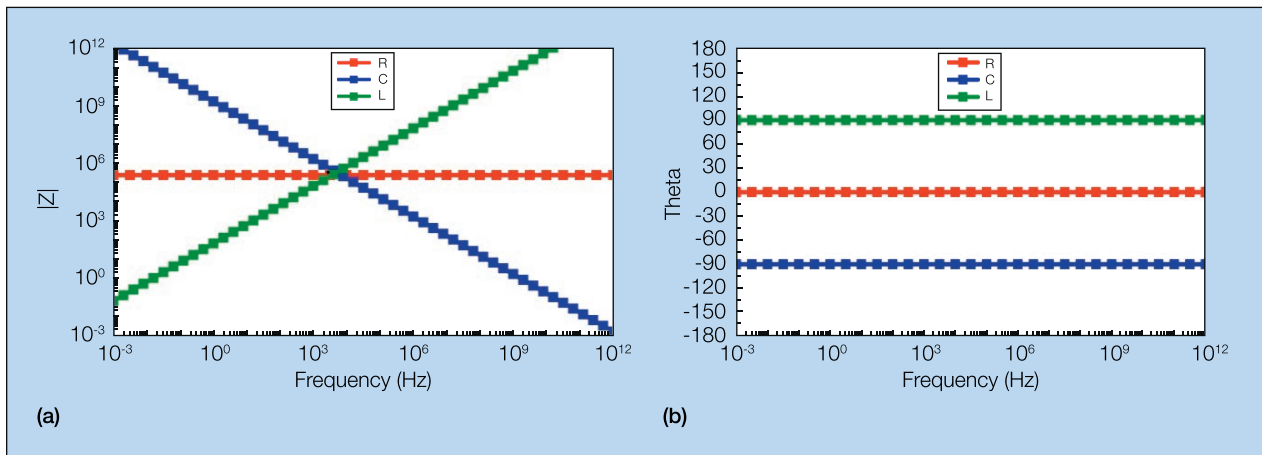 10¹²
10⁹
10⁶
10³
10⁰
10⁻³
|Z|
R
C
L
10⁻³ 10⁰ 10³ 10⁶ 10⁹ 10¹²
Frequency (Hz)
(a)
180
150
120
90
60
30
0
-30
-60
-90
-120
-150
-180
Theta
R
C
L
10⁻³ 10⁰ 10³ 10⁶ 10⁹ 10¹²
Frequency (Hz)
(b)